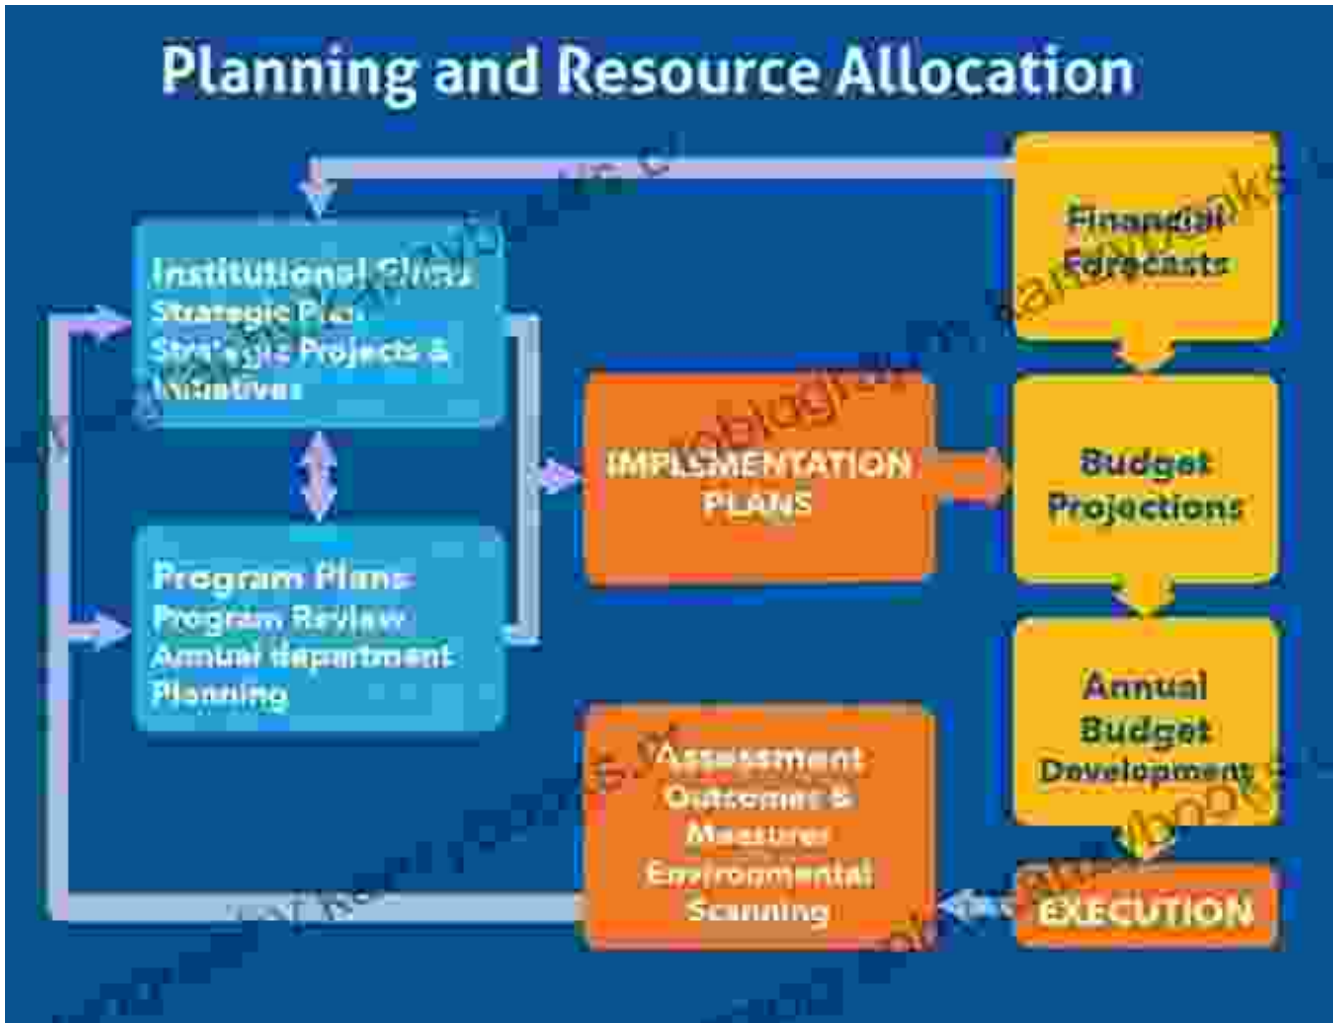 Planning and Resource Allocation
Financial
Forecasts
Institutional Plans
Strategic Plan
Strategic Projects &
Initiatives
IMPLEMENTATION
PLANS
Budget
Projections
Program Plans
Program Review
Annual department
Planning
Annual
Budget
Development
Assessment
Outcomes &
Measures
Environmental
Scanning
EXECUTION